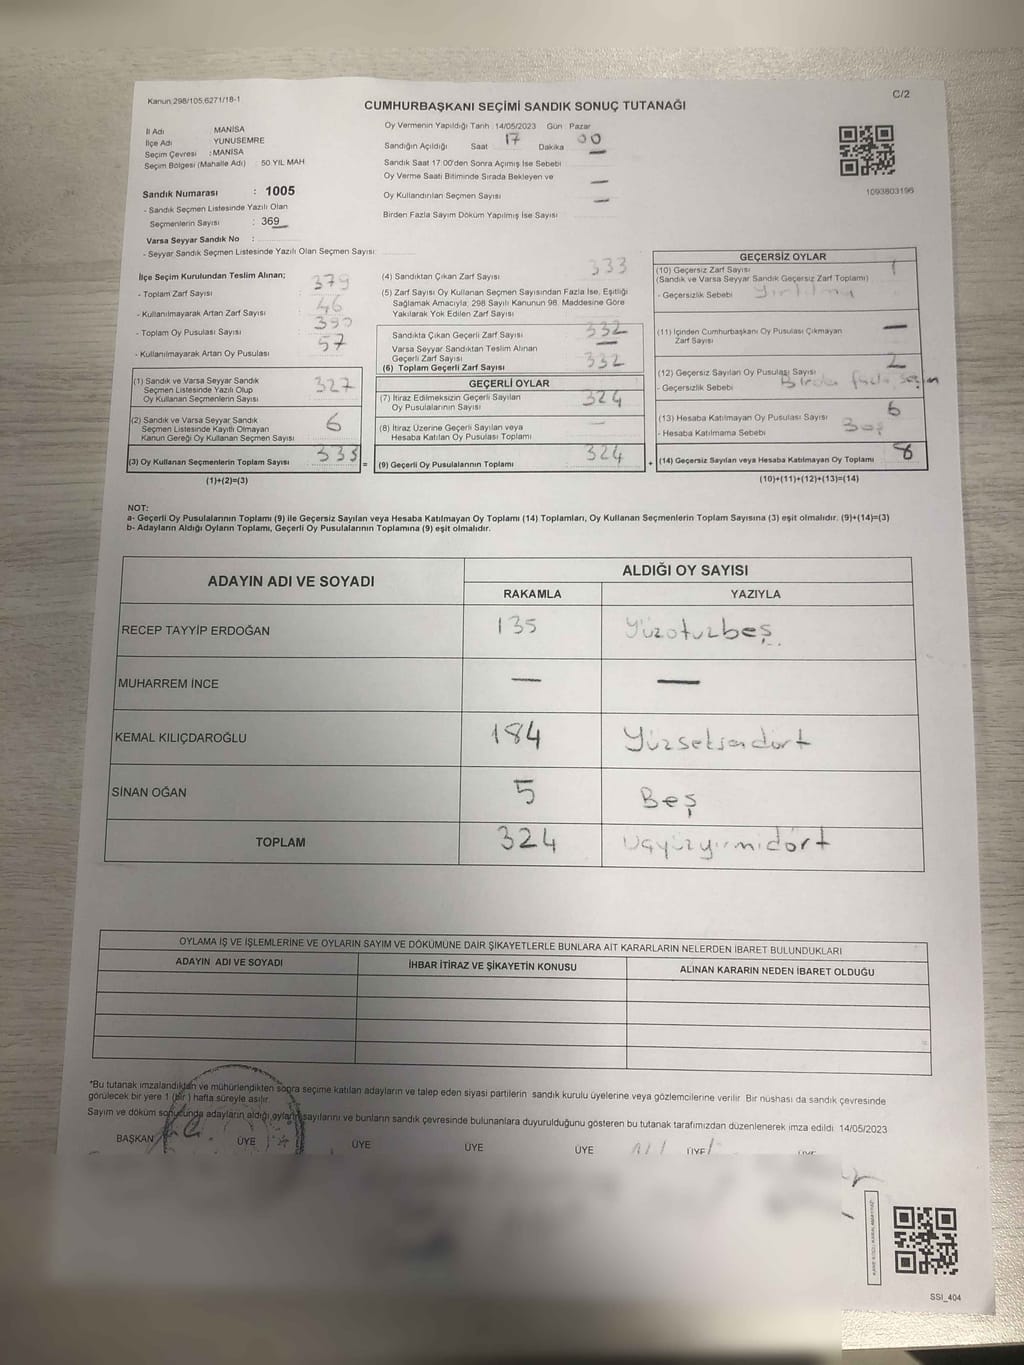 Kanun 298/105,6271/18-1
C/2
CUMHURBAŞKANI SEÇİMİ SANDIK SONUÇ TUTANAĞI
İl Adı : MANİSA
İlçe Adı : YUNUSEMRE
Seçim Çevresi : MANİSA
Seçim Bölgesi (Mahalle Adı) : 50 YIL MAH
Sandık Numarası : 1005
- Sandık Seçmen Listesinde Yazılı Olan
Seçmenlerin Sayısı : 369
Varsa Seyyar Sandık No :
- Seyyar Sandık Seçmen Listesinde Yazılı Olan Seçmen Sayısı:
Oy Vermenin Yapıldığı Tarih 14/05/2023 Gün Pazar
Sandığın Açıldığı Saat 17 Dakika 00
Sandık Saat 17 00'den Sonra Açımış İse Sebebi
Oy Verme Saati Bitiminde Sırada Bekleyen ve —
Oy Kullandırılan Seçmen Sayısı —
Birden Fazla Sayım Döküm Yapılmış İse Sayısı
1093803196
İlçe Seçim Kurulundan Teslim Alınan;
- Toplam Zarf Sayısı : 379
- Kullanılmayarak Artan Zarf Sayısı : 46
- Toplam Oy Pusulası Sayısı : 390
- Kullanılmayarak Artan Oy Pusulası : 57
(1) Sandık ve Varsa Seyyar Sandık
Seçmen Listesinde Yazılı Olup
Oy Kullanan Seçmenlerin Sayısı 327
(2) Sandık ve Varsa Seyyar Sandık
Seçmen Listesinde Kayıtlı Olmayan
Kanun Gereği Oy Kullanan Seçmen Sayısı 6
(3) Oy Kullanan Seçmenlerin Toplam Sayısı 333 =
(1)+(2)=(3)
(4) Sandıktan Çıkan Zarf Sayısı 333
(5) Zarf Sayısı Oy Kullanan Seçmen Sayısından Fazla İse, Eşitliği
Sağlamak Amacıyla, 298 Sayılı Kanunun 98. Maddesine Göre
Yakılarak Yok Edilen Zarf Sayısı
Sandıkta Çıkan Geçerli Zarf Sayısı 332
Varsa Seyyar Sandıktan Teslim Alınan
Geçerli Zarf Sayısı —
(6) Toplam Geçerli Zarf Sayısı 332
GEÇERLİ OYLAR
(7) İtiraz Edilmeksizin Geçerli Sayılan
Oy Pusulalarının Sayısı 324
(8) İtiraz Üzerine Geçerli Sayılan veya
Hesaba Katılan Oy Pusulası Toplamı —
(9) Geçerli Oy Pusulalarının Toplamı 324 +
GEÇERSİZ OYLAR
(10) Geçersiz Zarf Sayısı 1
(Sandık ve Varsa Seyyar Sandık Geçersiz Zarf Toplamı)
- Geçersizlik Sebebi Yırtılma
(11) İçinden Cumhurbaşkanı Oy Pusulası Çıkmayan —
Zarf Sayısı
(12) Geçersiz Sayılan Oy Pusulası Sayısı 2
- Geçersizlik Sebebi Birden fazla seçim
(13) Hesaba Katılmayan Oy Pusulası Sayısı 6
- Hesaba Katılmama Sebebi Boş
(14) Geçersiz Sayılan veya Hesaba Katılmayan Oy Toplamı 8
(10)+(11)+(12)+(13)=(14)
NOT:
a- Geçerli Oy Pusulalarının Toplamı (9) ile Geçersiz Sayılan veya Hesaba Katılmayan Oy Toplamı (14) Toplamları, Oy Kullanan Seçmenlerin Toplam Sayısına (3) eşit olmalıdır. (9)+(14)=(3)
b- Adayların Aldığı Oyların Toplamı, Geçerli Oy Pusulalarının Toplamına (9) eşit olmalıdır.
ADAYIN ADI VE SOYADI
ALDIĞI OY SAYISI
RAKAMLA YAZIYLA
RECEP TAYYİP ERDOĞAN 135 Yüzotuzbeş
MUHARREM İNCE — —
KEMAL KILIÇDAROĞLU 184 Yüzseksendört
SİNAN OĞAN 5 Beş
TOPLAM 324 Üçyüzyirmidört
OYLAMA İŞ VE İŞLEMLERİNE VE OYLARIN SAYIM VE DÖKÜMÜNE DAİR ŞİKAYETLERLE BUNLARA AİT KARARLARIN NELERDEN İBARET BULUNDUKLARI
ADAYIN ADI VE SOYADI İHBAR İTİRAZ VE ŞİKAYETİN KONUSU ALINAN KARARIN NEDEN İBARET OLDUĞU
*Bu tutanak imzalandıktan ve mühürlendikten sonra seçime katılan adayların ve talep eden siyasi partilerin sandık kurulu üyelerine veya gözlemcilerine verilir. Bir nüshası da sandık çevresinde
görülecek bir yere 1 (bir) hafta süreyle asılır.
Sayım ve döküm sonucunda adayların aldığı oyların sayılarını ve bunların sandık çevresinde bulunanlara duyurulduğunu gösteren bu tutanak tarafımızdan düzenlenerek imza edildi. 14/05/2023
BAŞKAN ÜYE ÜYE ÜYE ÜYE ÜYE
SSI_404